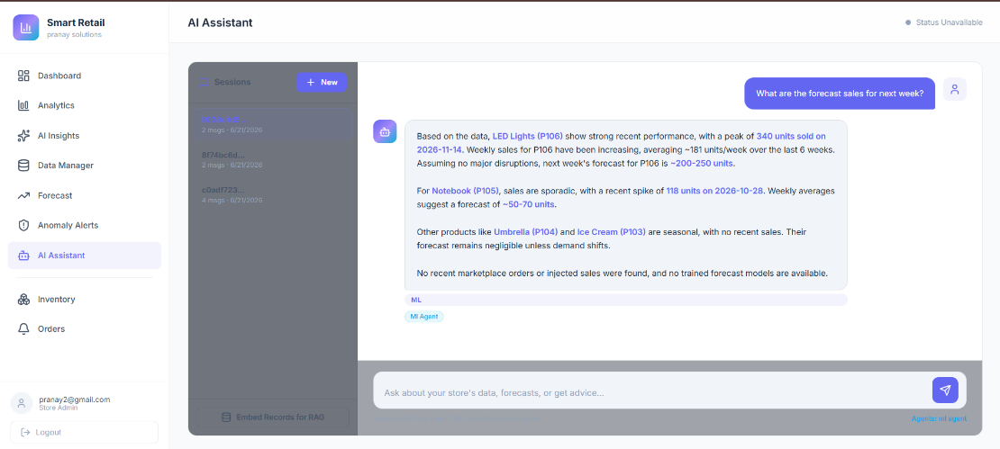 Smart Retail
pranay solutions
AI Assistant
Status Unavailable
Dashboard
Analytics
AI Insights
Data Manager
Forecast
Anomaly Alerts
AI Assistant
Inventory
Orders
pranay2@gmail.com
Store Admin
Logout
Sessions
New
2 msgs · 6/21/2026
8f74bc8d...
2 msgs · 6/21/2026
c0adf723...
4 msgs · 6/21/2026
Embed Records for RAG
What are the forecast sales for next week?
Based on the data, LED Lights (P106) show strong recent performance, with a peak of 340 units sold on
2026-11-14. Weekly sales for P106 have been increasing, averaging ~181 units/week over the last 6 weeks.
Assuming no major disruptions, next week's forecast for P106 is ~200-250 units.
For Notebook (P105), sales are sporadic, with a recent spike of 118 units on 2026-10-28. Weekly averages
suggest a forecast of ~50-70 units.
Other products like Umbrella (P104) and Ice Cream (P103) are seasonal, with no recent sales. Their
forecast remains negligible unless demand shifts.
No recent marketplace orders or injected sales were found, and no trained forecast models are available.
ML
Ml Agent
Ask about your store's data, forecasts, or get advice...
Agents: ml agent